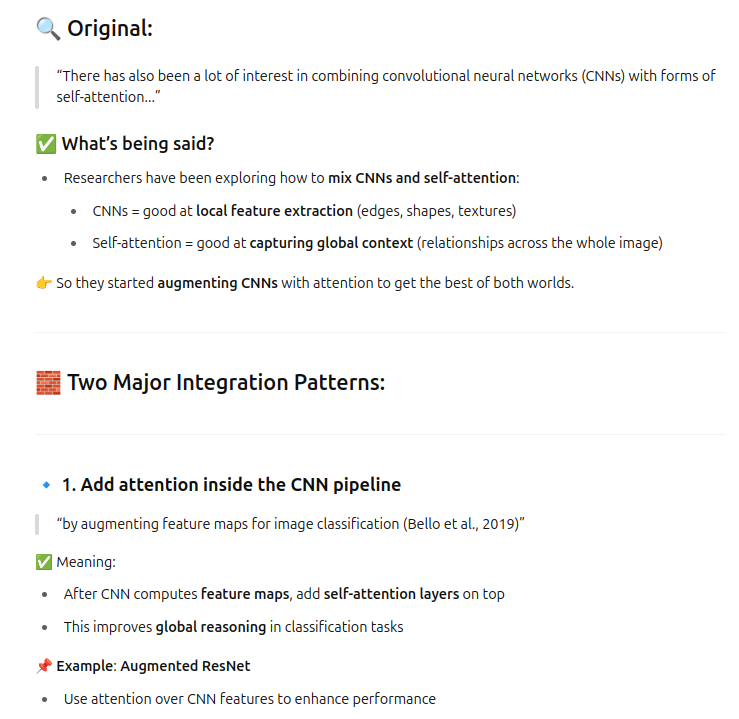 🔍 Original:
“There has also been a lot of interest in combining convolutional neural networks (CNNs) with forms of
self-attention...”
✅ What’s being said?
• Researchers have been exploring how to mix CNNs and self-attention:
• CNNs = good at local feature extraction (edges, shapes, textures)
• Self-attention = good at capturing global context (relationships across the whole image)
👉 So they started augmenting CNNs with attention to get the best of both worlds.
🧱 Two Major Integration Patterns:
🔹 1. Add attention inside the CNN pipeline
“by augmenting feature maps for image classification (Bello et al., 2019)”
✅ Meaning:
• After CNN computes feature maps, add self-attention layers on top
• This improves global reasoning in classification tasks
📌 Example: Augmented ResNet
• Use attention over CNN features to enhance performance